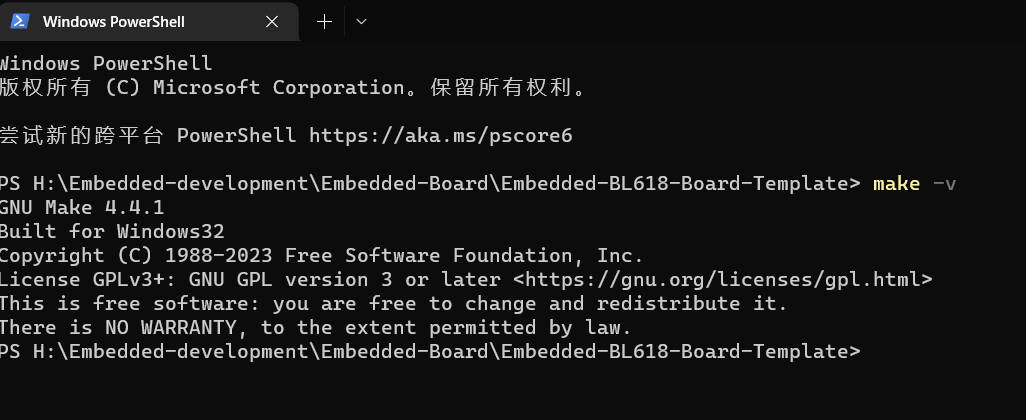 Windows PowerShell
Windows PowerShell
版权所有 (C) Microsoft Corporation。保留所有权利。
尝试新的跨平台 PowerShell https://aka.ms/pscore6
PS H:\Embedded-development\Embedded-Board\Embedded-BL618-Board-Template> make -v
GNU Make 4.4.1
Built for Windows32
Copyright (C) 1988-2023 Free Software Foundation, Inc.
License GPLv3+: GNU GPL version 3 or later <https://gnu.org/licenses/gpl.html>
This is free software: you are free to change and redistribute it.
There is NO WARRANTY, to the extent permitted by law.
PS H:\Embedded-development\Embedded-Board\Embedded-BL618-Board-Template>